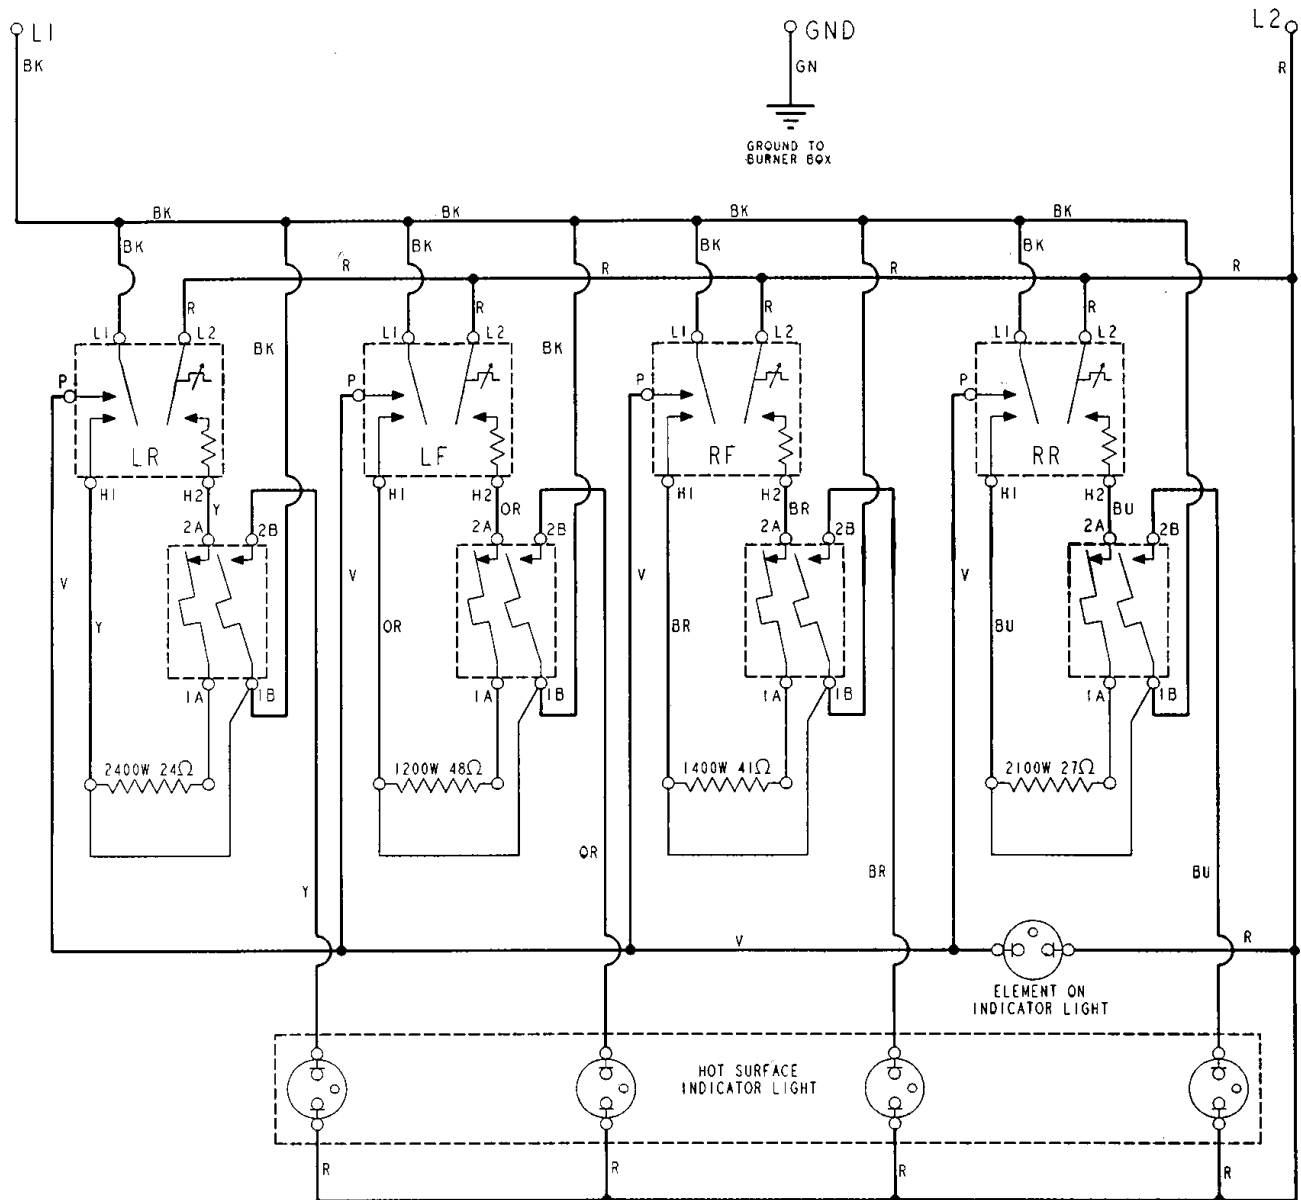 L1 GND L2
BK GN R
GROUND TO
BURNER BOX
BK BK BK BK
BK BK BK BK
R R R R
R R R R
L1 L2 L1 L2 L1 L2 L1 L2
BK BK
P P P P
LR LF RF RR
H1 H2 H1 H2 H1 H2 H1 H2
Y OR BR BU
2A 2B 2A 2B 2A 2B 2A 2B
V V V V
Y OR BR BU
1A 1B 1A 1B 1A 1B 1A 1B
2400W 24Ω 1200W 48Ω 1400W 41Ω 2100W 27Ω
OR BR BU
Y
V R
ELEMENT ON
INDICATOR LIGHT
HOT SURFACE
INDICATOR LIGHT
R R R R